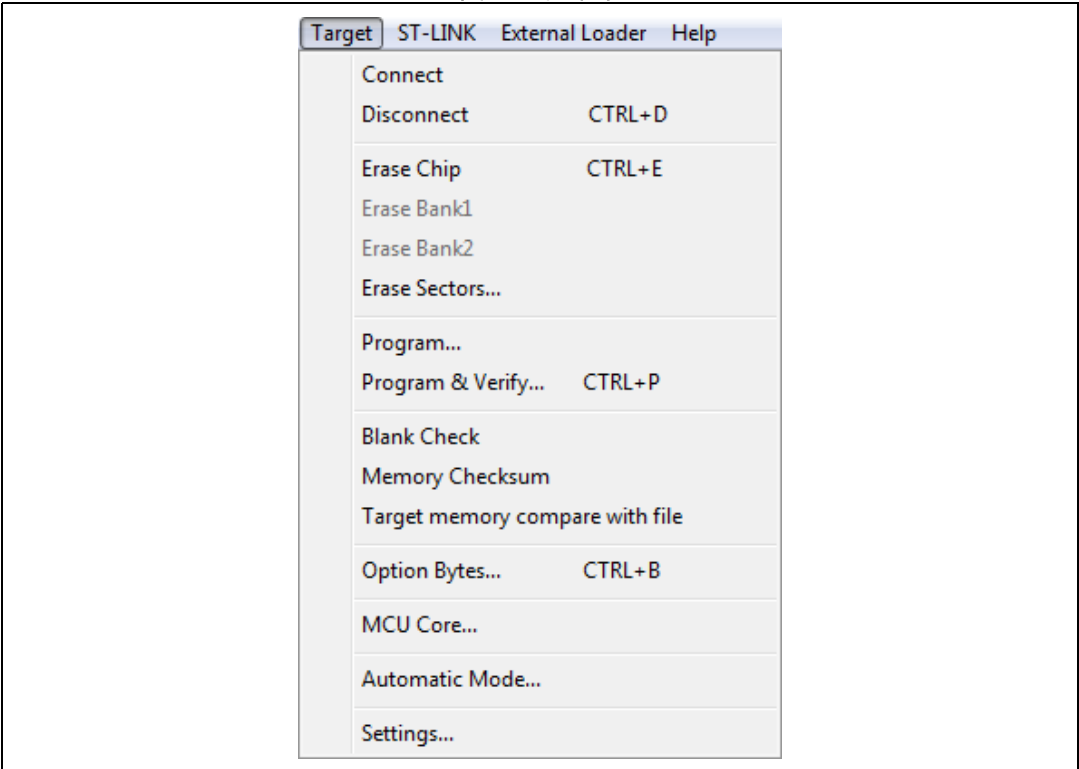 Target ST-LINK External Loader Help
Connect
Disconnect CTRL+D
Erase Chip CTRL+E
Erase Bank1
Erase Bank2
Erase Sectors...
Program...
Program & Verify... CTRL+P
Blank Check
Memory Checksum
Target memory compare with file
Option Bytes... CTRL+B
MCU Core...
Automatic Mode...
Settings...